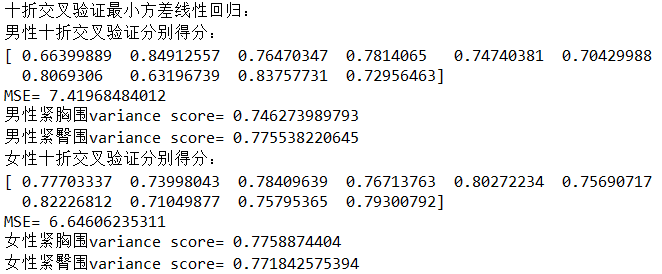 十折交叉验证最小方差线性回归：
男性十折交叉验证分别得分：
[ 0.66399889  0.84912557  0.76470347  0.7814065   0.74740381  0.70429988
  0.8069306   0.63196739  0.83757731  0.72956463]
MSE= 7.41968484012
男性紧胸围variance score= 0.746273989793
男性紧臀围variance score= 0.775538220645
女性十折交叉验证分别得分：
[ 0.77703337  0.73998043  0.78409639  0.76713763  0.80272234  0.75690717
  0.82226812  0.71049877  0.75795365  0.79300792]
MSE= 6.64606235311
女性紧胸围variance score= 0.7758874404
女性紧臀围variance score= 0.771842575394